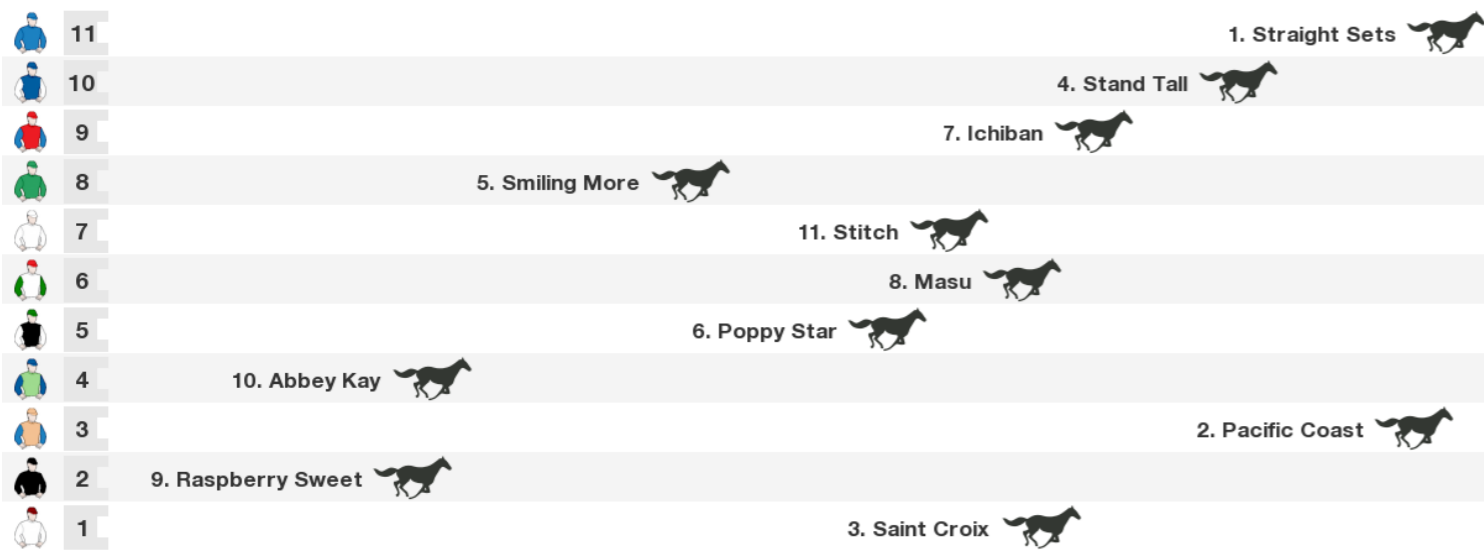 11 1. Straight Sets
10 4. Stand Tall
9 7. Ichiban
8 5. Smiling More
7 11. Stitch
6 8. Masu
5 6. Poppy Star
4 10. Abbey Kay
3 2. Pacific Coast
2 9. Raspberry Sweet
1 3. Saint Croix